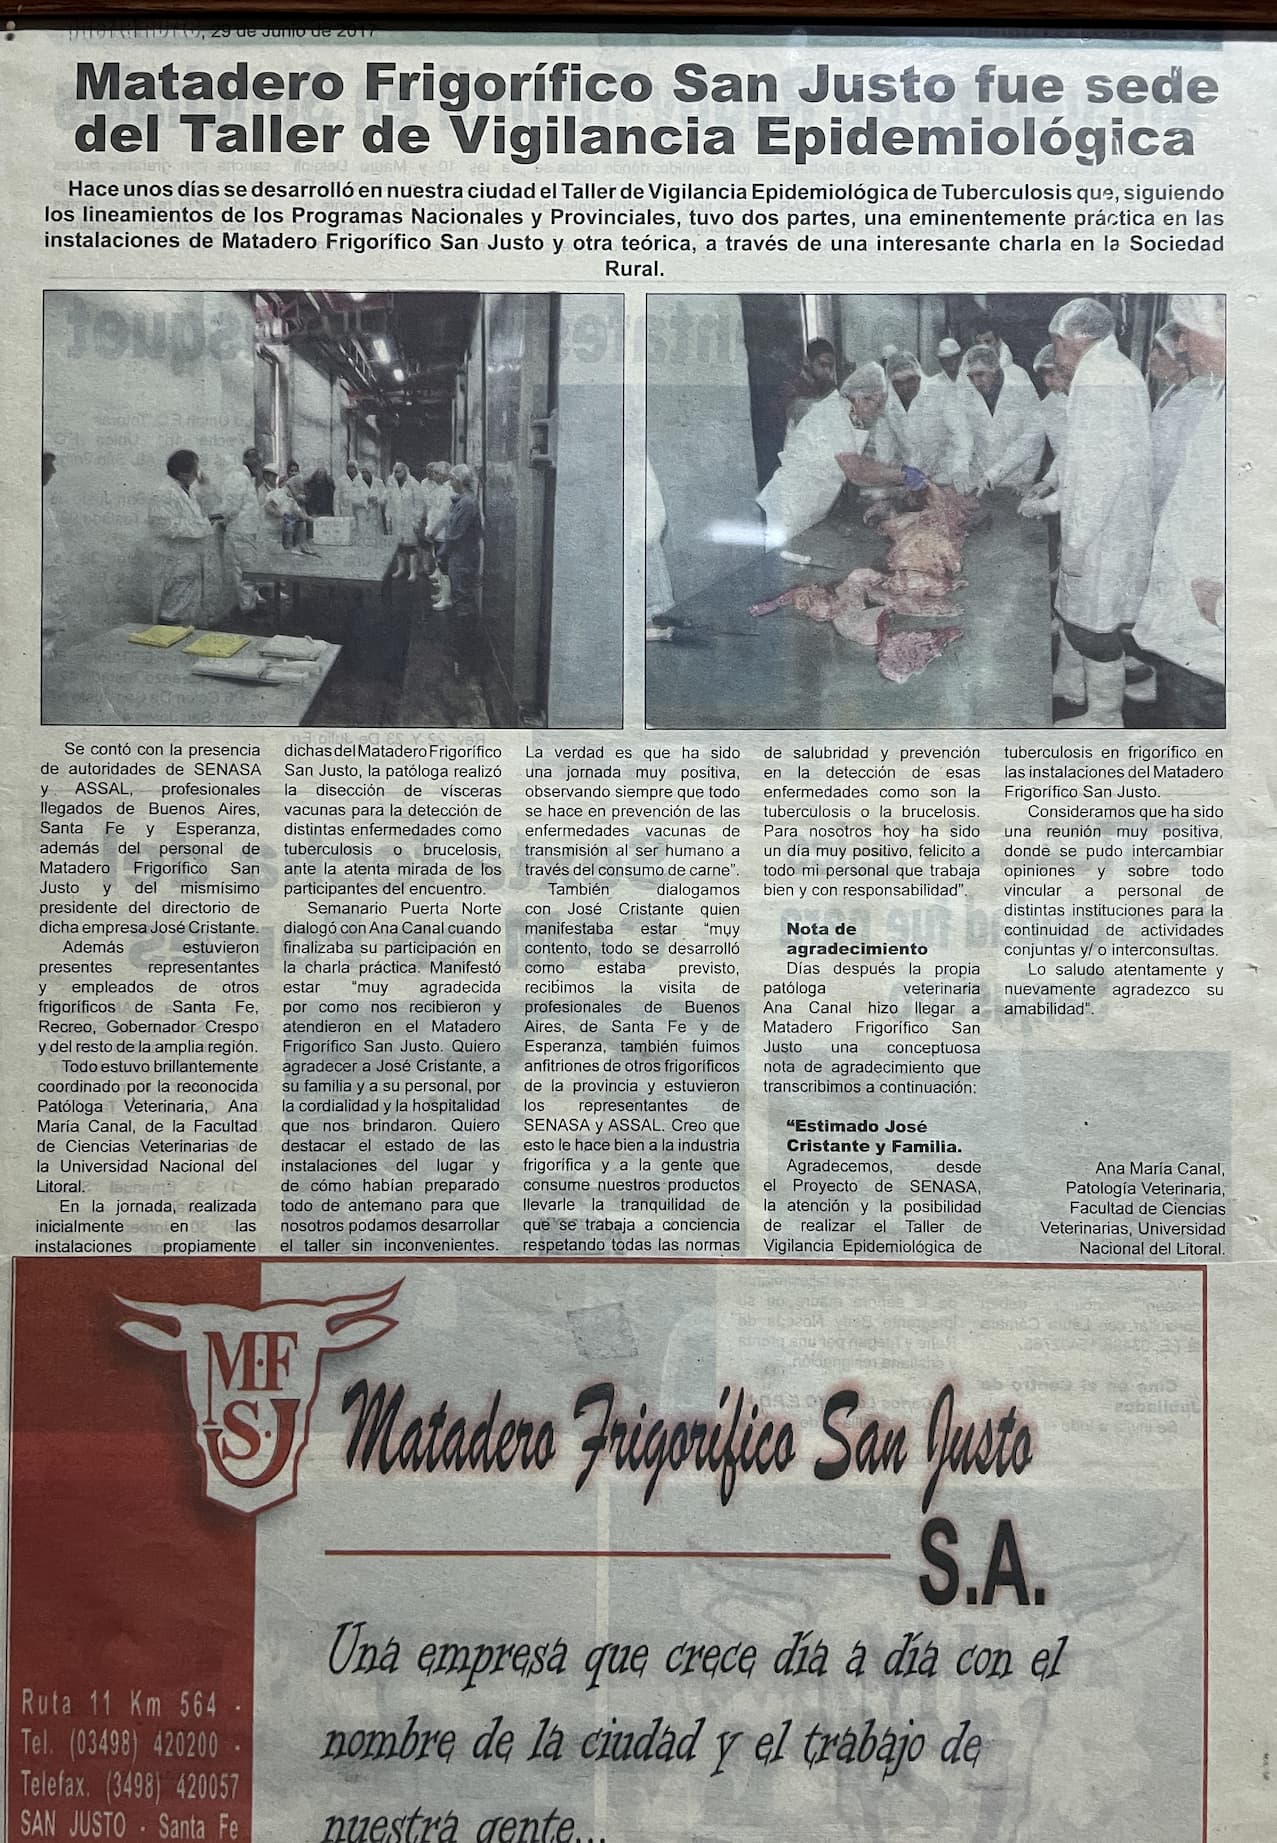 , 29 de Junio de 2017
Matadero Frigorífico San Justo fue sede
del Taller de Vigilancia Epidemiológica
Hace unos días se desarrolló en nuestra ciudad el Taller de Vigilancia Epidemiológica de Tuberculosis que, siguiendo
los lineamientos de los Programas Nacionales y Provinciales, tuvo dos partes, una eminentemente práctica en las
instalaciones de Matadero Frigorífico San Justo y otra teórica, a través de una interesante charla en la Sociedad
Rural.
Se contó con la presencia
de autoridades de SENASA
y ASSAL, profesionales
llegados de Buenos Aires,
Santa Fe y Esperanza,
además del personal de
Matadero Frigorífico San
Justo y del mismísimo
presidente del directorio de
dicha empresa José Cristante.
Además estuvieron
presentes representantes
y empleados de otros
frigoríficos de Santa Fe,
Recreo, Gobernador Crespo
y del resto de la amplia región.
Todo estuvo brillantemente
coordinado por la reconocida
Patóloga Veterinaria, Ana
María Canal, de la Facultad
de Ciencias Veterinarias de
la Universidad Nacional del
Litoral.
En la jornada, realizada
inicialmente en las
instalaciones propiamente
dichas del Matadero Frigorífico
San Justo, la patóloga realizó
la disección de vísceras
vacunas para la detección de
distintas enfermedades como
tuberculosis o brucelosis,
ante la atenta mirada de los
participantes del encuentro.
Semanario Puerta Norte
dialogó con Ana Canal cuando
finalizaba su participación en
la charla práctica. Manifestó
estar “muy agradecida
por como nos recibieron y
atendieron en el Matadero
Frigorífico San Justo. Quiero
agradecer a José Cristante, a
su familia y a su personal, por
la cordialidad y la hospitalidad
que nos brindaron. Quiero
destacar el estado de las
instalaciones del lugar y
de cómo habían preparado
todo de antemano para que
nosotros podamos desarrollar
el taller sin inconvenientes.
La verdad es que ha sido
una jornada muy positiva,
observando siempre que todo
se hace en prevención de las
enfermedades vacunas de
transmisión al ser humano a
través del consumo de carne”.
También dialogamos
con José Cristante quien
manifestaba estar “muy
contento, todo se desarrolló
como estaba previsto,
recibimos la visita de
profesionales de Buenos
Aires, de Santa Fe y de
Esperanza, también fuimos
anfitriones de otros frigoríficos
de la provincia y estuvieron
los representantes de
SENASA y ASSAL. Creo que
esto le hace bien a la industria
frigorífica y a la gente que
consume nuestros productos
llevarle la tranquilidad de
que se trabaja a conciencia
respetando todas las normas
de salubridad y prevención
en la detección de esas
enfermedades como son la
tuberculosis o la brucelosis.
Para nosotros hoy ha sido
un día muy positivo, felicito a
todo mi personal que trabaja
bien y con responsabilidad”.
Nota de
agradecimiento
Días después la propia
patóloga veterinaria
Ana Canal hizo llegar a
Matadero Frigorífico San
Justo una conceptuosa
nota de agradecimiento que
transcribimos a continuación:
“Estimado José
Cristante y Familia.
Agradecemos, desde
el Proyecto de SENASA,
la atención y la posibilidad
de realizar el Taller de
Vigilancia Epidemiológica de
tuberculosis en frigorífico en
las instalaciones del Matadero
Frigorífico San Justo.
Consideramos que ha sido
una reunión muy positiva,
donde se pudo intercambiar
opiniones y sobre todo
vincular a personal de
distintas instituciones para la
continuidad de actividades
conjuntas y/ o interconsultas.
Lo saludo atentamente y
nuevamente agradezco su
amabilidad”.
Ana María Canal,
Patología Veterinaria,
Facultad de Ciencias
Veterinarias, Universidad
Nacional del Litoral.
M·F
S·J
Matadero Frigorífico San Justo
S.A.
Una empresa que crece día a día con el
nombre de la ciudad y el trabajo de
nuestra gente...
Ruta 11 Km 564 -
Tel. (03498) 420200 -
Telefax. (3498) 420057
SAN JUSTO - Santa Fe